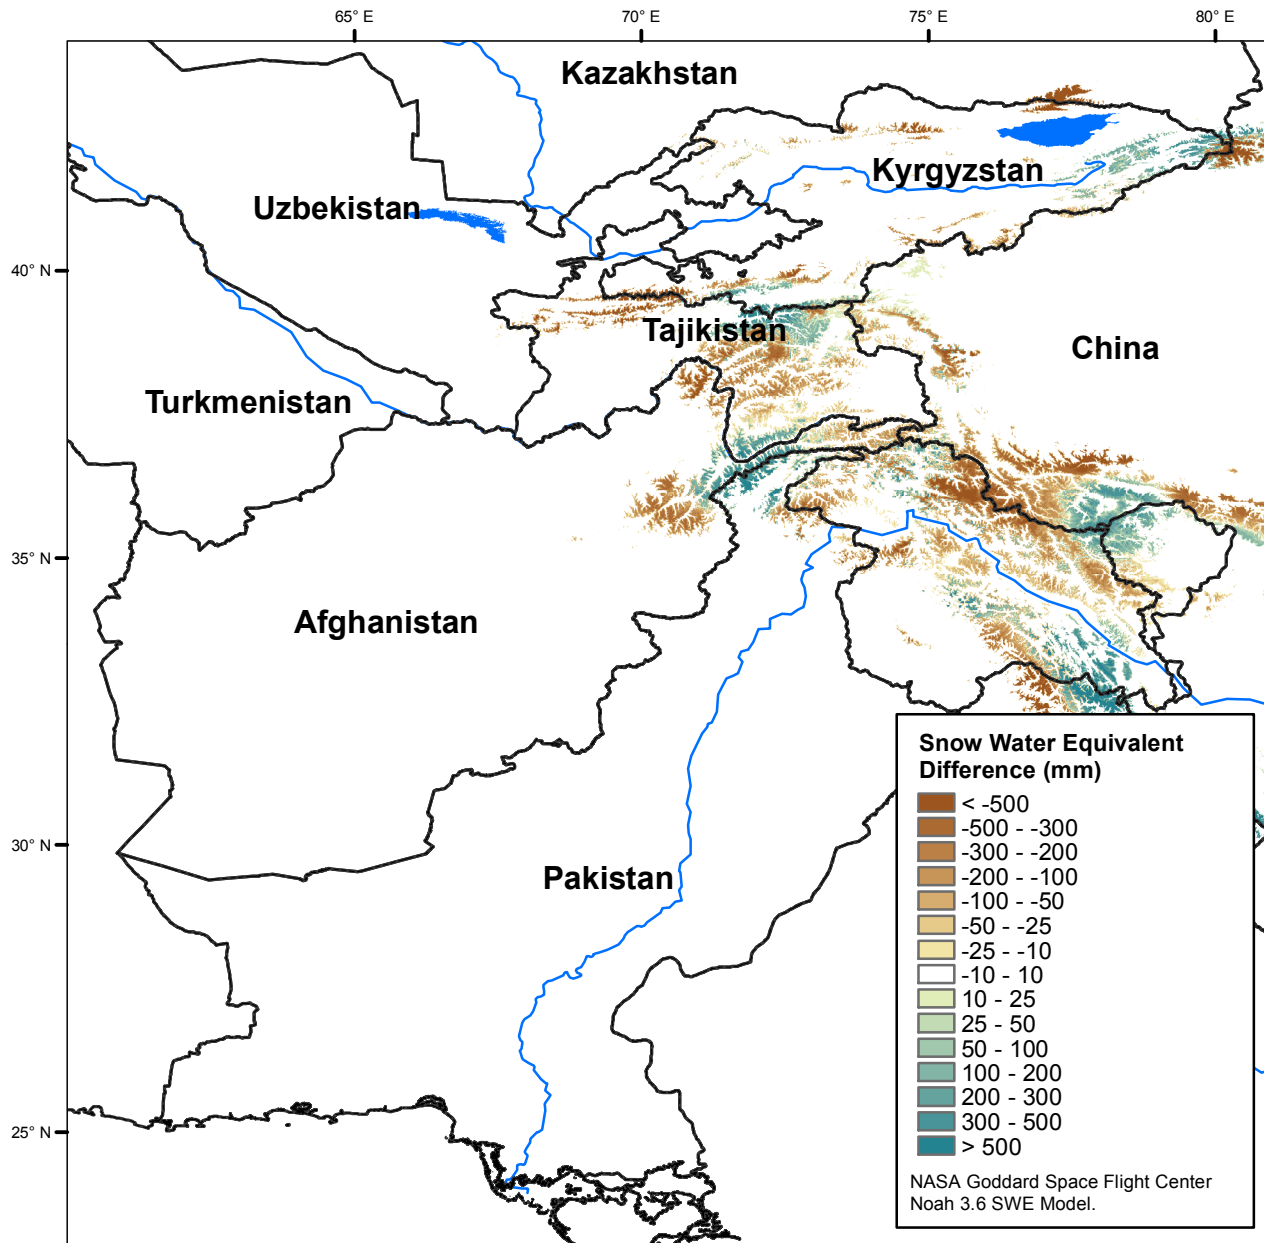 65° E
70° E
75° E
80° E
Kazakhstan
Kyrgyzstan
Uzbekistan
40° N
Tajikistan
China
Turkmenistan
35° N
Afghanistan
Snow Water Equivalent
Difference (mm)
< -500
-500 - -300
-300 - -200
-200 - -100
-100 - -50
-50 - -25
-25 - -10
-10 - 10
10 - 25
25 - 50
50 - 100
100 - 200
200 - 300
300 - 500
> 500
NASA Goddard Space Flight Center
Noah 3.6 SWE Model.
30° N
Pakistan
25° N